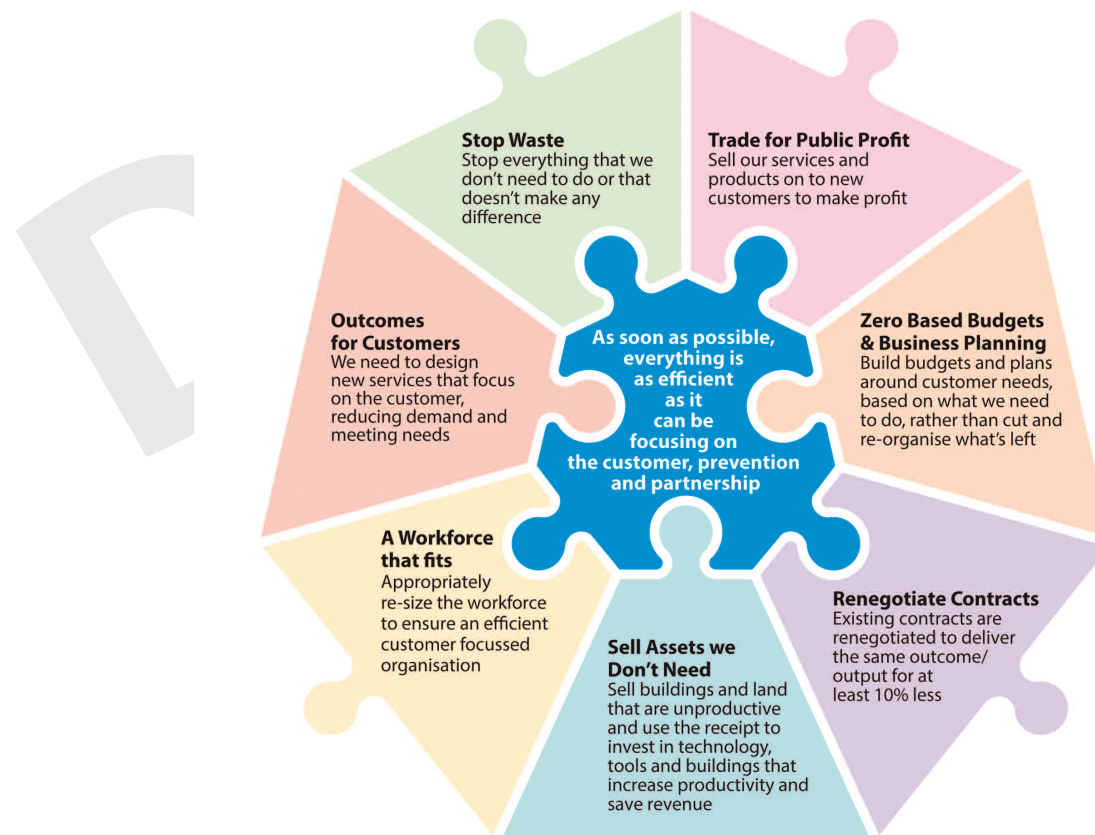 Stop Waste
Stop everything that we
don’t need to do or that
doesn’t make any
difference
Trade for Public Profit
Sell our services and
products on to new
customers to make profit
Outcomes
for Customers
We need to design
new services that focus
on the customer,
reducing demand and
meeting needs
As soon as possible,
everything is
as efficient
as it
can be
focusing on
the customer, prevention
and partnership
Zero Based Budgets
& Business Planning
Build budgets and plans
around customer needs,
based on what we need
to do, rather than cut and
re-organise what’s left
A Workforce
that fits
Appropriately
re-size the workforce
to ensure an efficient
customer focussed
organisation
Sell Assets we
Don’t Need
Sell buildings and land
that are unproductive
and use the receipt to
invest in technology,
tools and buildings that
increase productivity and
save revenue
Renegotiate Contracts
Existing contracts are
renegotiated to deliver
the same outcome/
output for at
least 10% less